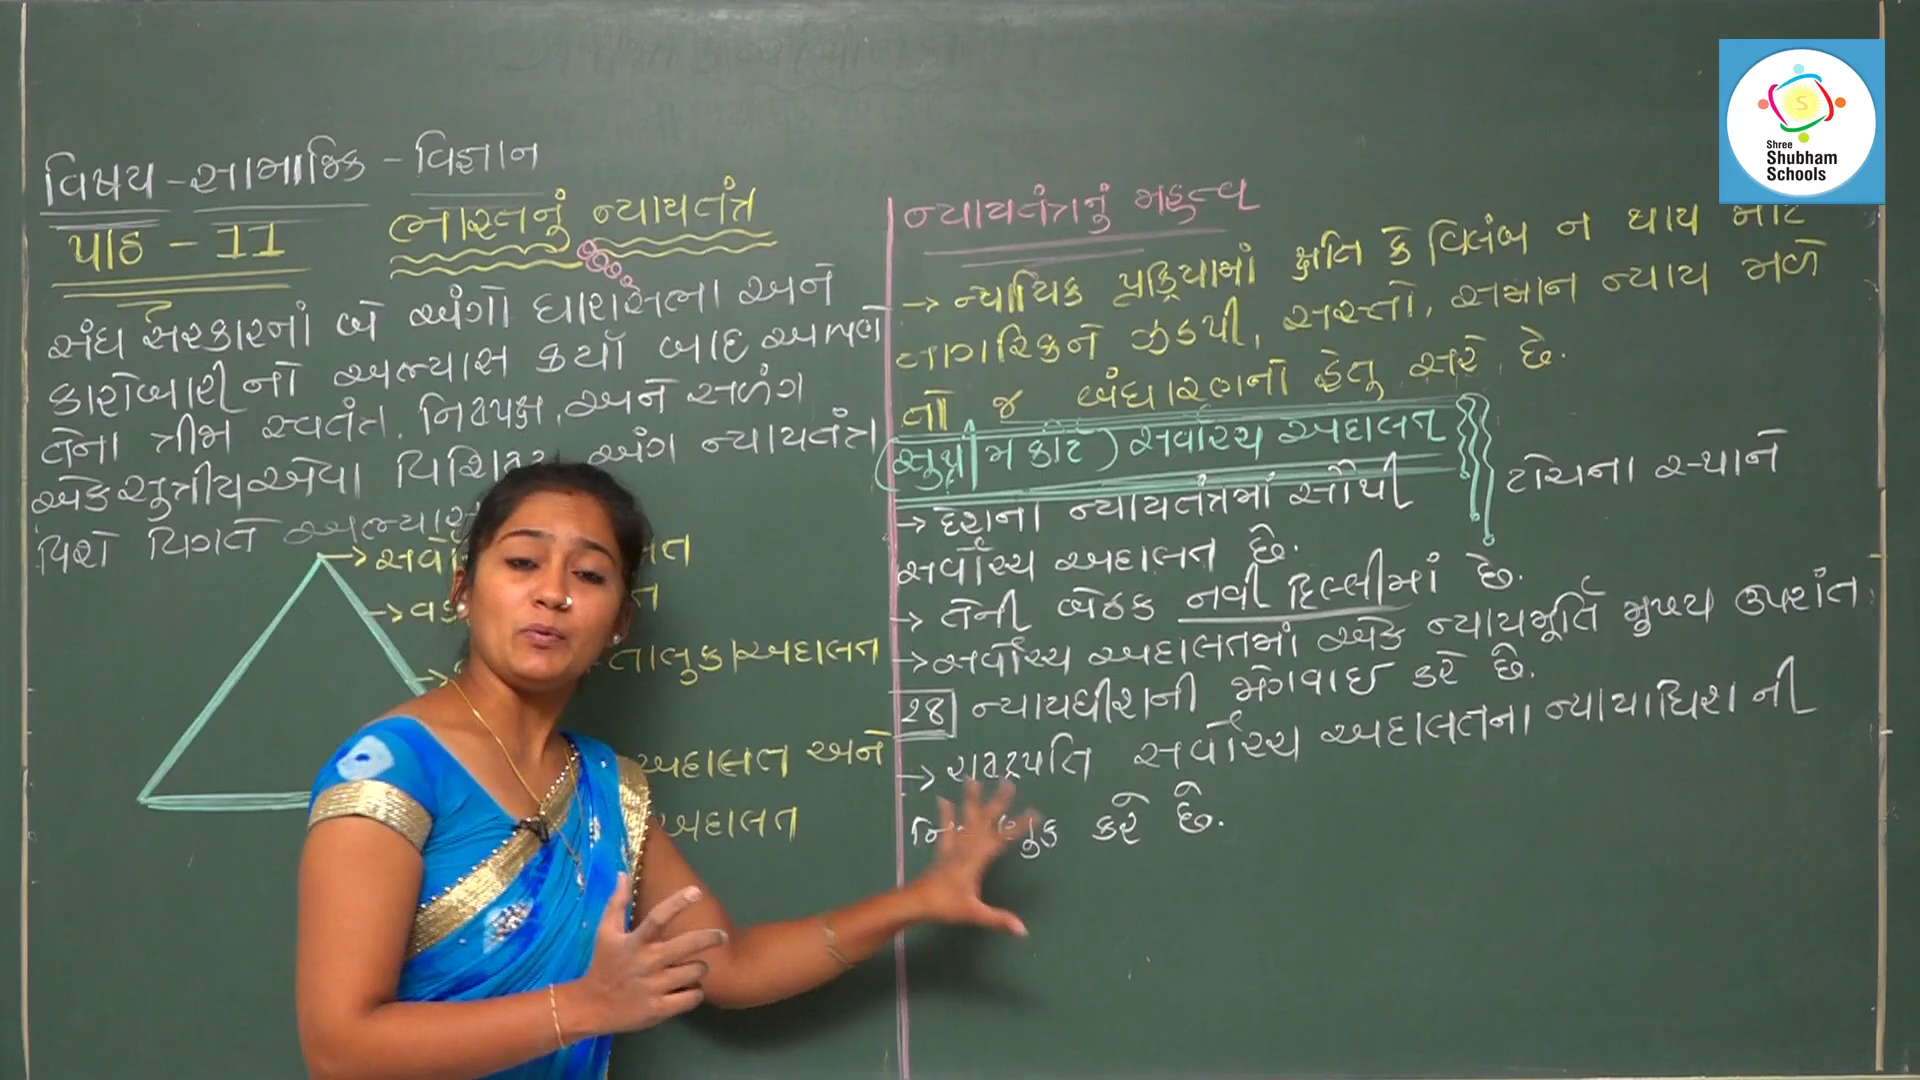 વિષય - સામાજિક - વિજ્ઞાન
પાઠ - 11 ભારતનું ન્યાયતંત્ર
સંઘ સરકારનાં બે અંગો ધારાસભા અને
કારોબારીનો અભ્યાસ કર્યા બાદ આપણે
તેના ત્રીજા સ્વતંત્ર, નિષ્પક્ષ, અને સળંગ
એકસુત્રીય એવા વિશિષ્ટ અંગ ન્યાયતંત્ર
વિશે વિગતે
તાલુકા અદાલત
અદાલત અને
અદાલત
ન્યાયતંત્રનું મહત્વ
→ ન્યાયિક પ્રક્રિયામાં ક્ષતિ કે વિલંબ ન થાય માટે
નાગરિકને ઝડપી, સસ્તો, સમાન ન્યાય મળે
તો જ બંધારણનો હેતુ સરે છે.
(સુપ્રીમ કોર્ટ) સર્વોચ્ચ અદાલત
→ દેશના ન્યાયતંત્રમાં સૌથી ટોચના સ્થાને
સર્વોચ્ચ અદાલત છે.
→ તેની બેઠક નવી દિલ્લીમાં છે.
→ સર્વોચ્ચ અદાલતમાં એક ન્યાયમૂર્તિ મુખ્ય ઉપરાંત
28 ન્યાયધીશની જોગવાઈ કરે છે.
→ રાષ્ટ્રપતિ સર્વોચ્ચ અદાલતના ન્યાયાધિશ ની
કરે છે.
Shree
Shubham
Schools